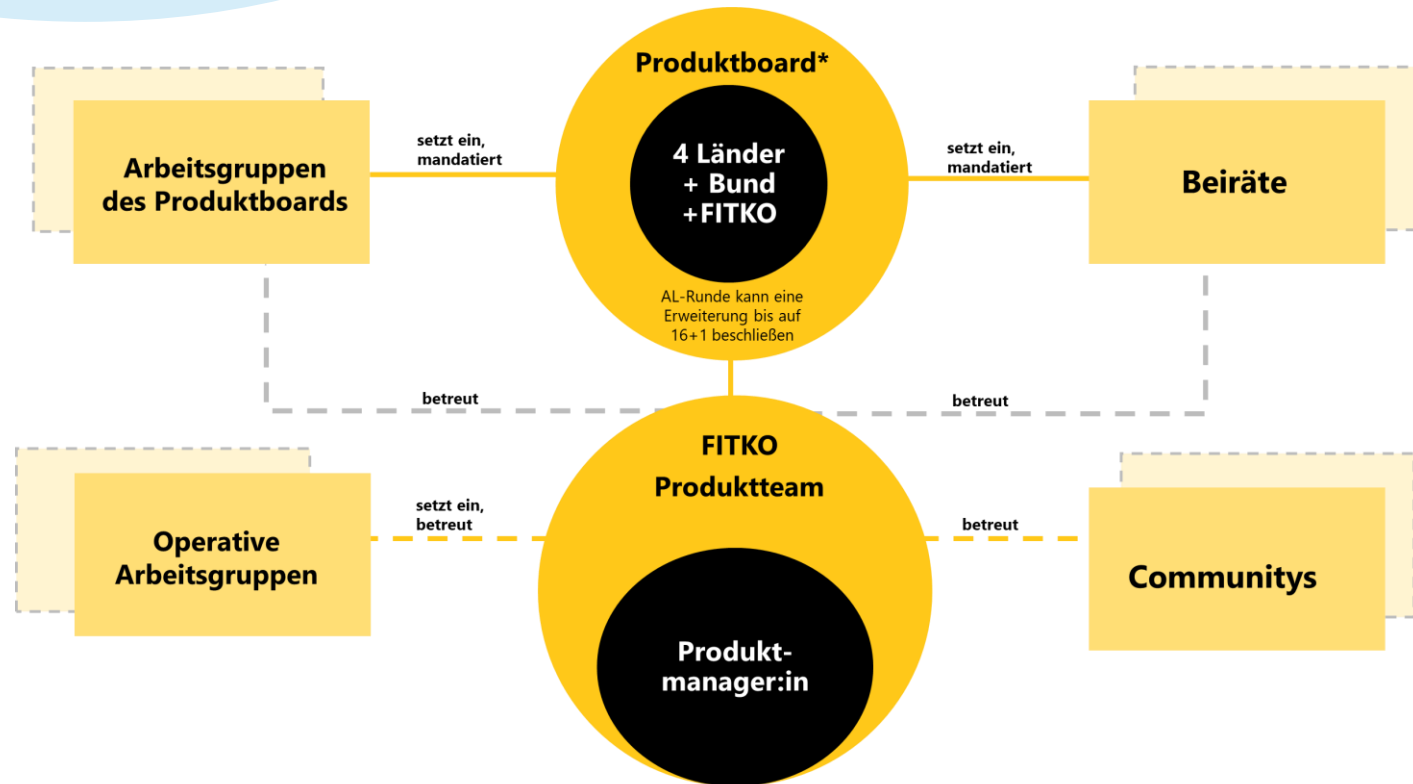 Produktboard*
4 Länder
+ Bund
+FITKO
AL-Runde kann eine
Erweiterung bis auf
16+1 beschließen
setzt ein,
mandatiert
Arbeitsgruppen
des Produktboards
setzt ein,
mandatiert
Beiräte
betreut
betreut
FITKO
Produktteam
Produkt-
manager:in
setzt ein,
betreut
Operative
Arbeitsgruppen
betreut
Communitys